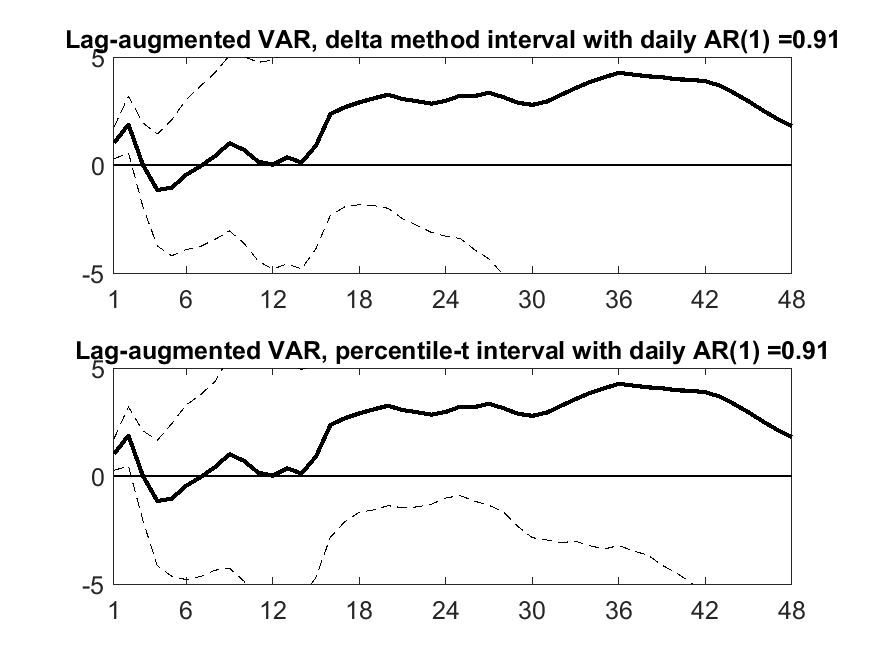 Lag-augmented VAR, delta method interval with daily AR(1) =0.91
5
0
-5
1 6 12 18 24 30 36 42 48
Lag-augmented VAR, percentile-t interval with daily AR(1) =0.91
5
0
-5
1 6 12 18 24 30 36 42 48